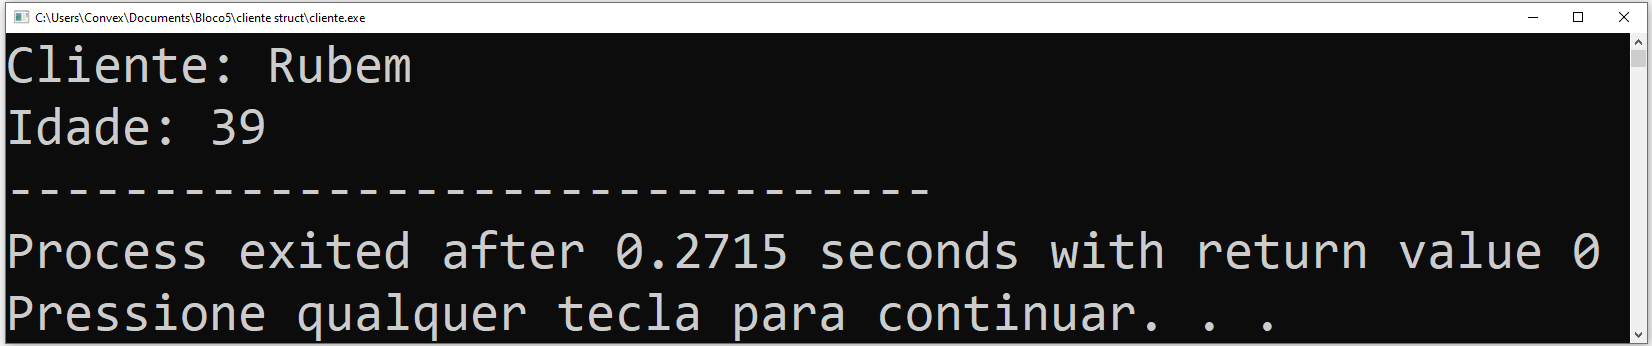 C:\Users\Convex\Documents\Bloco5\cliente struct\cliente.exe
Cliente: Rubem
Idade: 39
--------------------------------
Process exited after 0.2715 seconds with return value 0
Pressione qualquer tecla para continuar. . .